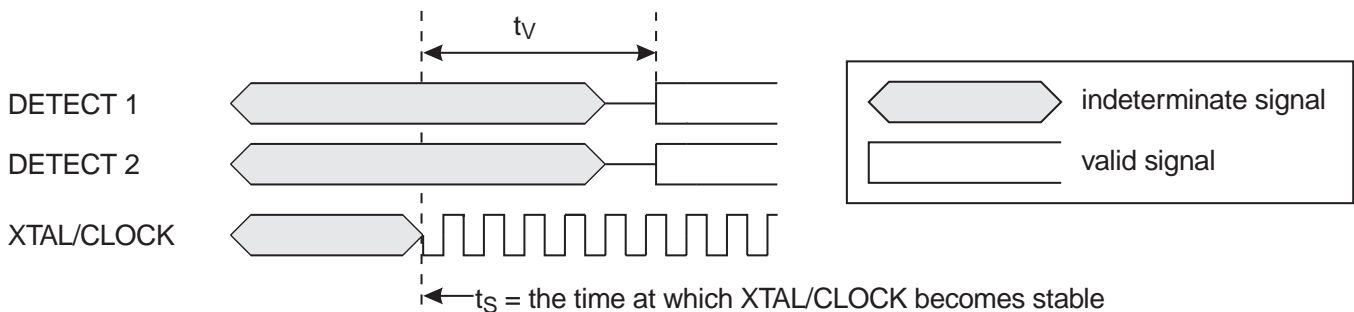 tV
DETECT 1
DETECT 2
XTAL/CLOCK
tS = the time at which XTAL/CLOCK becomes stable
indeterminate signal
valid signal